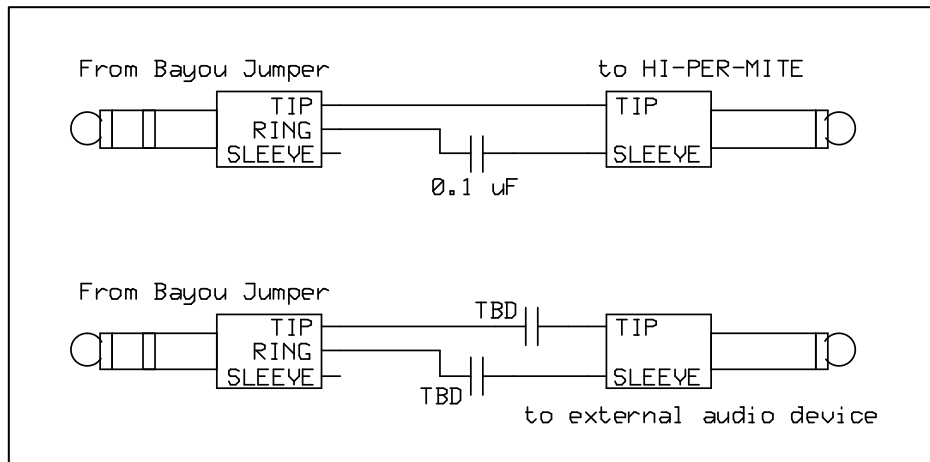 From Bayou Jumper
to HI-PER-MITE
TIP
RING
SLEEVE
TIP
SLEEVE
0.1 uF
From Bayou Jumper
TBD
TIP
RING
SLEEVE
TIP
SLEEVE
TBD
to external audio device